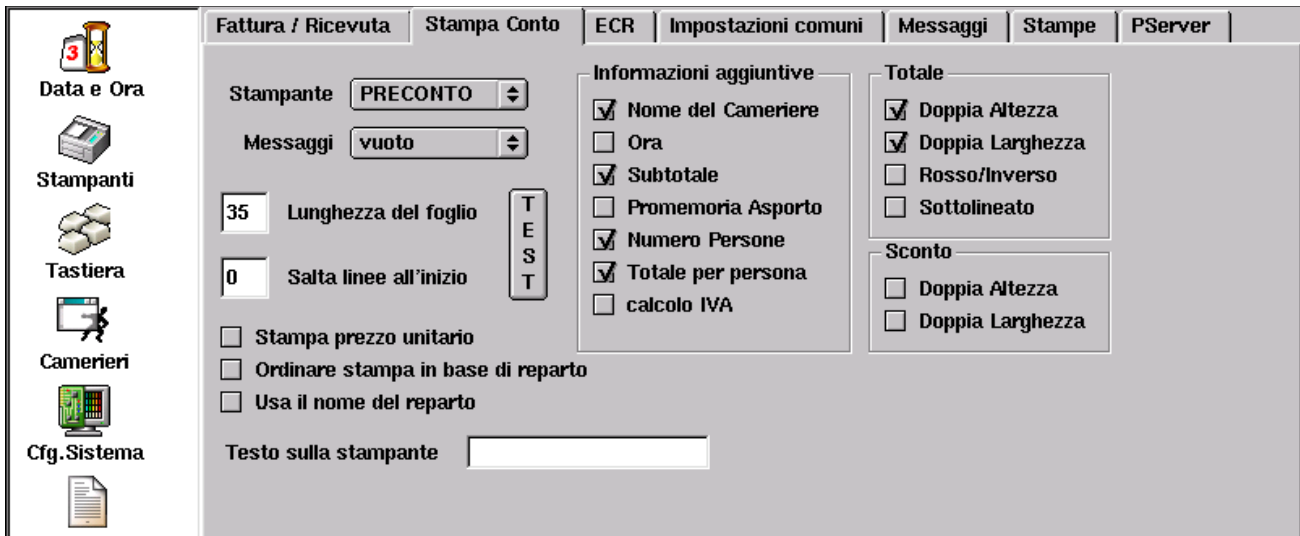 Fattura / Ricevuta
Stampa Conto
ECR
Impostazioni comuni
Messaggi
Stampe
PServer
3
Data e Ora
Stampanti
Tastiera
Camerieri
Cfg.Sistema
Stampante PRECONTO
Messaggi vuoto
35 Lunghezza del foglio
0 Salta linee all'inizio
T
E
S
T
Stampa prezzo unitario
Ordinare stampa in base di reparto
Usa il nome del reparto
Testo sulla stampante
Informazioni aggiuntive
Nome del Cameriere
Ora
Subtotale
Promemoria Asporto
Numero Persone
Totale per persona
calcolo IVA
Totale
Doppia Altezza
Doppia Larghezza
Rosso/Inverso
Sottolineato
Sconto
Doppia Altezza
Doppia Larghezza